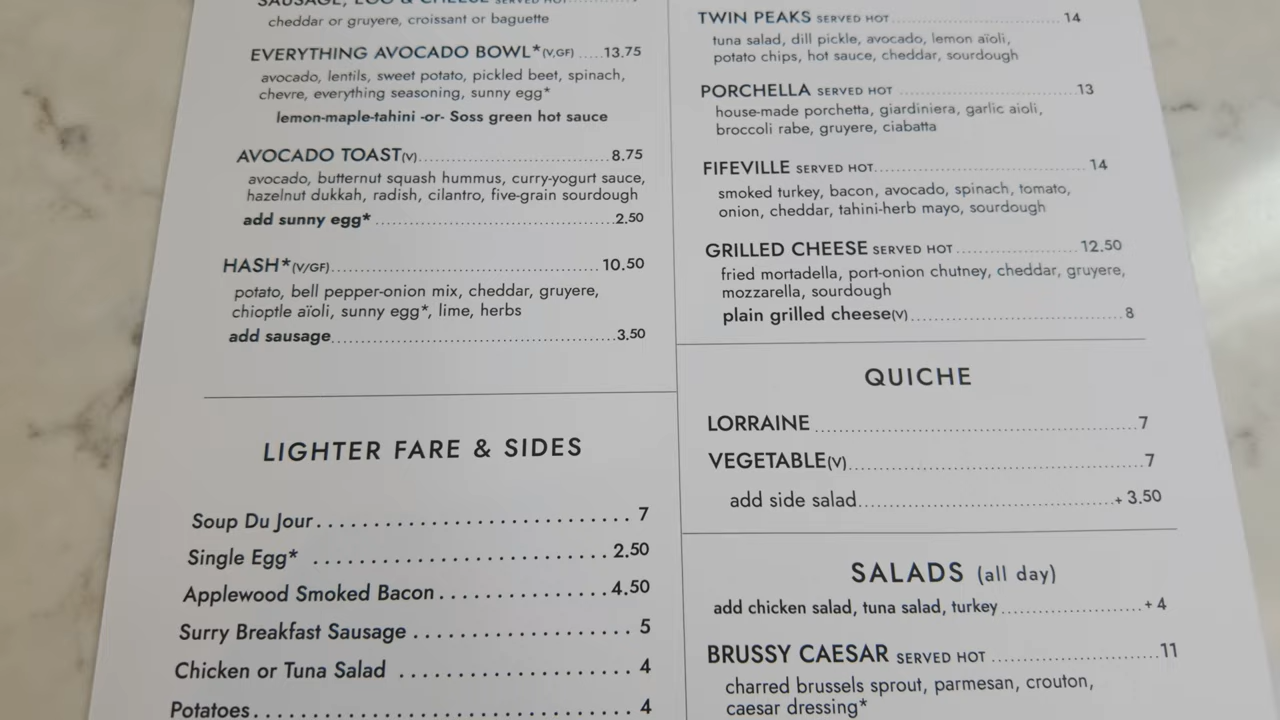 cheddar or gruyere, croissant or baguette
EVERYTHING AVOCADO BOWL*(V,GF) .....13.75
avocado, lentils, sweet potato, pickled beet, spinach,
chevre, everything seasoning, sunny egg*
lemon-maple-tahini -or- Soss green hot sauce
AVOCADO TOAST(V)..........8.75
avocado, butternut squash hummus, curry-yogurt sauce,
hazelnut dukkah, radish, cilantro, five-grain sourdough
add sunny egg* ..........2.50
HASH*(V/GF)..........10.50
potato, bell pepper-onion mix, cheddar, gruyere,
chioptle aïoli, sunny egg*, lime, herbs
add sausage..........3.50
LIGHTER FARE & SIDES
Soup Du Jour..........7
Single Egg* ..........2.50
Applewood Smoked Bacon..........4.50
Surry Breakfast Sausage ..........5
Chicken or Tuna Salad ..........4
Potatoes..........4
TWIN PEAKS SERVED HOT..........14
tuna salad, dill pickle, avocado, lemon aïoli,
potato chips, hot sauce, cheddar, sourdough
PORCHELLA SERVED HOT ..........13
house-made porchetta, giardiniera, garlic aioli,
broccoli rabe, gruyere, ciabatta
FIFEVILLE SERVED HOT..........14
smoked turkey, bacon, avocado, spinach, tomato,
onion, cheddar, tahini-herb mayo, sourdough
GRILLED CHEESE SERVED HOT..........12.50
fried mortadella, port-onion chutney, cheddar, gruyere,
mozzarella, sourdough
plain grilled cheese(V)..........8
QUICHE
LORRAINE ..........7
VEGETABLE(V)..........7
add side salad..........+ 3.50
SALADS (all day)
add chicken salad, tuna salad, turkey..........+ 4
BRUSSY CAESAR SERVED HOT ..........11
charred brussels sprout, parmesan, crouton,
caesar dressing*